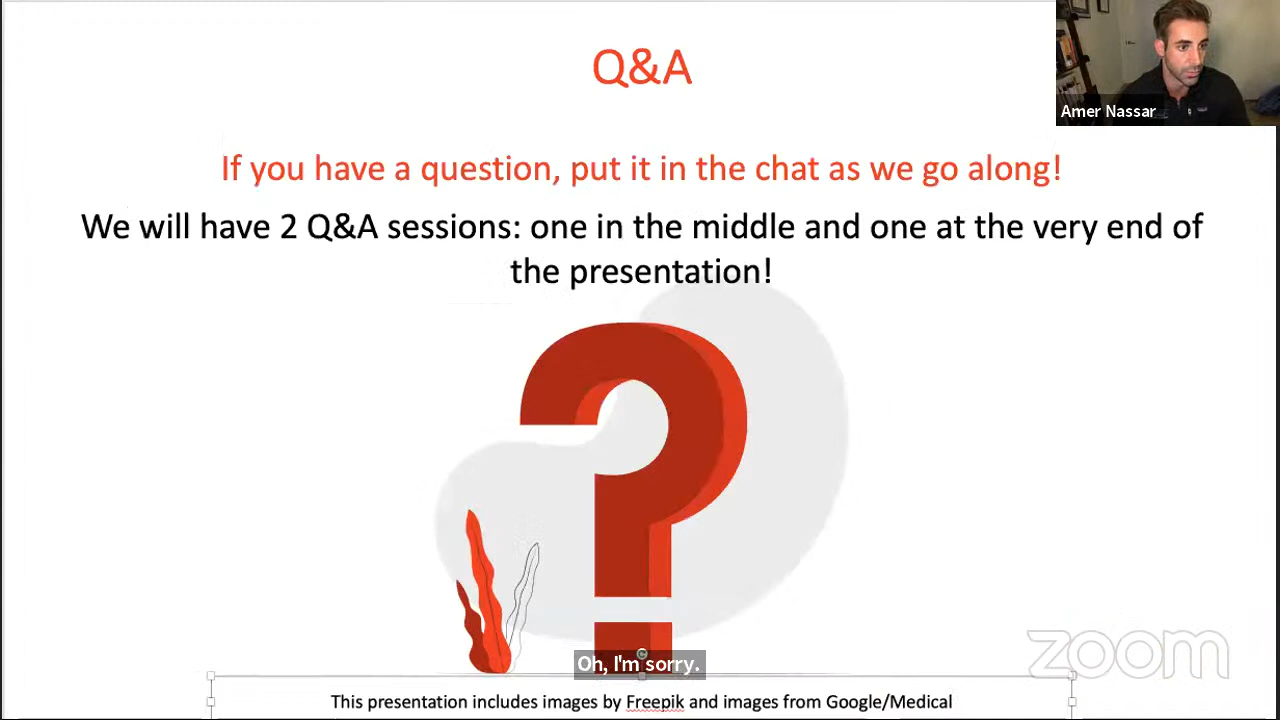 Q&A
Amer Nassar
If you have a question, put it in the chat as we go along!
We will have 2 Q&A sessions: one in the middle and one at the very end of
the presentation!
zoom
Oh, I'm sorry.
This presentation includes images by Freepik and images from Google/Medical